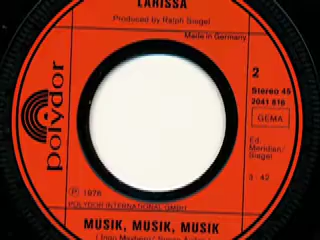 LARISSA
Produced by Ralph Siegel
Made in Germany
2
Stereo 45
2041 616
GEMA
polydor
Ed.
Meridian/
Siegel
3:42
Ⓟ 1976
POLYDOR INTERNATIONAL GMBH
MUSIK, MUSIK, MUSIK